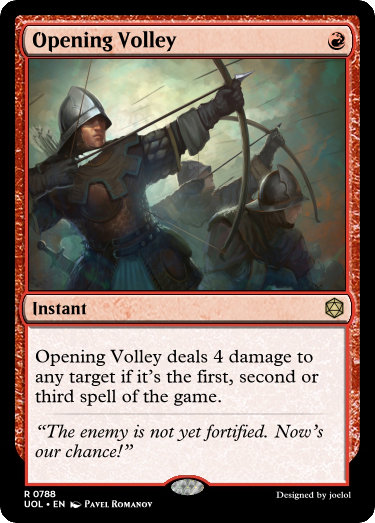 Opening Volley
Instant
Opening Volley deals 4 damage to
any target if it's the first, second or
third spell of the game.
“The enemy is not yet fortified. Now's
our chance!”
R 0788
UOL • EN Pavel Romanov
Designed by joelol